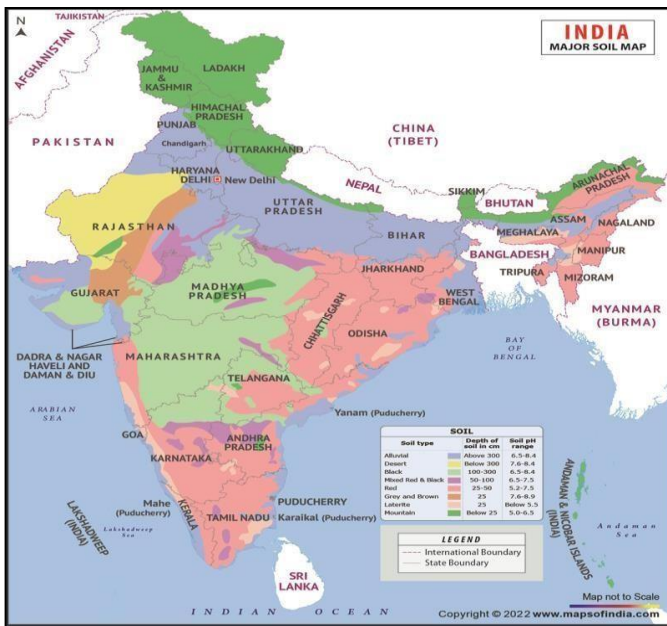 INDIA
MAJOR SOIL MAP
N
TAJIKISTAN
AFGHANISTAN
PAKISTAN
JAMMU
&
KASHMIR
LADAKH
HIMACHAL
PRADESH
PUNJAB
Chandigarh
UTTARAKHAND
HARYANA
DELHI
New Delhi
CHINA
(TIBET)
NEPAL
RAJASTHAN
UTTAR
PRADESH
BIHAR
SIKKIM
BHUTAN
ARUNACHAL
PRADESH
ASSAM
NAGALAND
MEGHALAYA
MANIPUR
BANGLADESH
TRIPURA
MIZORAM
MYANMAR
(BURMA)
GUJARAT
MADHYA
PRADESH
JHARKHAND
WEST
BENGAL
CHHATTISGARH
ODISHA
DADRA & NAGAR
HAVELI AND
DAMAN & DIU
MAHARASHTRA
TELANGANA
BAY
OF
BENGAL
ARABIAN
SEA
Yanam (Puducherry)
GOA
KARNATAKA
ANDHRA
PRADESH
SOIL
Soil type Depth of soil in cm Soil pH range
Alluvial Above 300 6.5-8.4
Desert Below 300 7.6-8.4
Black 100-300 6.5-8.4
Mixed Red & Black 50-100 6.5-7.5
Red 25-50 5.2-7.5
Grey and Brown 25 7.6-8.9
Laterite 25 Below 5.5
Mountain Below 25 5.0-6.5
LEGEND
International Boundary
State Boundary
Mahe
(Puducherry)
KERALA
TAMIL NADU
PUDUCHERRY
Karaikal (Puducherry)
LAKSHADWEEP
(INDIA)
Lakshadweep
Sea
ANDAMAN & NICOBAR ISLANDS
(INDIA)
Andaman
Sea
SRI
LANKA
INDIAN OCEAN
Map not to Scale
Copyright © 2022 www.mapsofindia.com